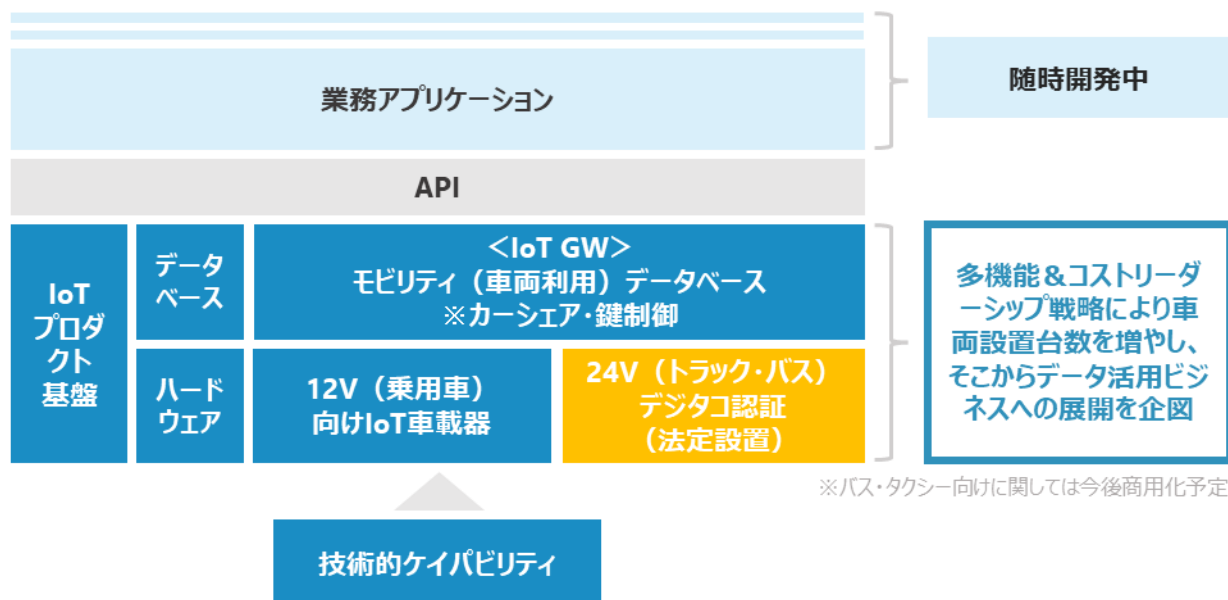 業務アプリケーション
随時開発中
API
IoT
プロダ
クト
基盤
データ
ベース
＜IoT GW＞
モビリティ（車両利用）データベース
※カーシェア・鍵制御
ハード
ウェア
12V（乗用車）
向けIoT車載器
24V（トラック・バス）
デジタコ認証
（法定設置）
多機能＆コストリーダ
ーシップ戦略により車
両設置台数を増やし、
そこからデータ活用ビジ
ネスへの展開を企図
※バス・タクシー向けに関しては今後商用化予定
技術的ケイパビリティ